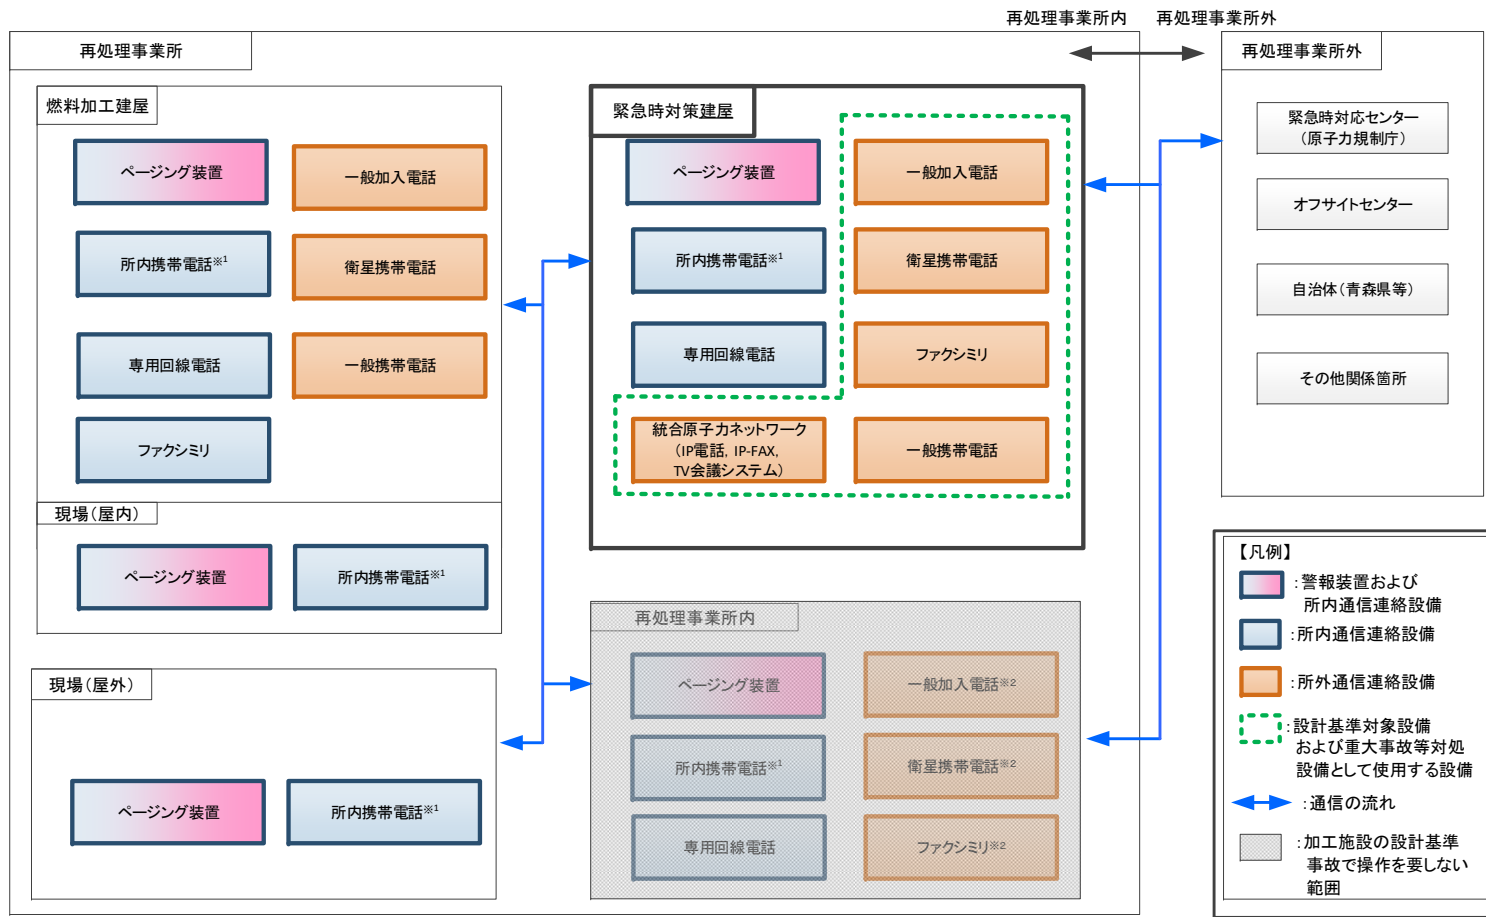 再処理事業所内
再処理事業所外
再処理事業所
燃料加工建屋
ページング装置
一般加入電話
所内携帯電話※1
衛星携帯電話
専用回線電話
一般携帯電話
ファクシミリ
現場(屋内)
ページング装置
所内携帯電話※1
現場(屋外)
ページング装置
所内携帯電話※1
緊急時対策建屋
ページング装置
一般加入電話
所内携帯電話※1
衛星携帯電話
専用回線電話
ファクシミリ
統合原子力ネットワーク
(IP電話, IP-FAX,
TV会議システム)
一般携帯電話
再処理事業所内
ページング装置
一般加入電話※2
所内携帯電話※1
衛星携帯電話※2
専用回線電話
ファクシミリ※2
再処理事業所外
緊急時対応センター
(原子力規制庁)
オフサイトセンター
自治体(青森県等)
その他関係箇所
【凡例】
:警報装置および
所内通信連絡設備
:所内通信連絡設備
:所外通信連絡設備
:設計基準対象設備
および重大事故等対処
設備として使用する設備
:通信の流れ
:加工施設の設計基準
事故で操作を要しない
範囲